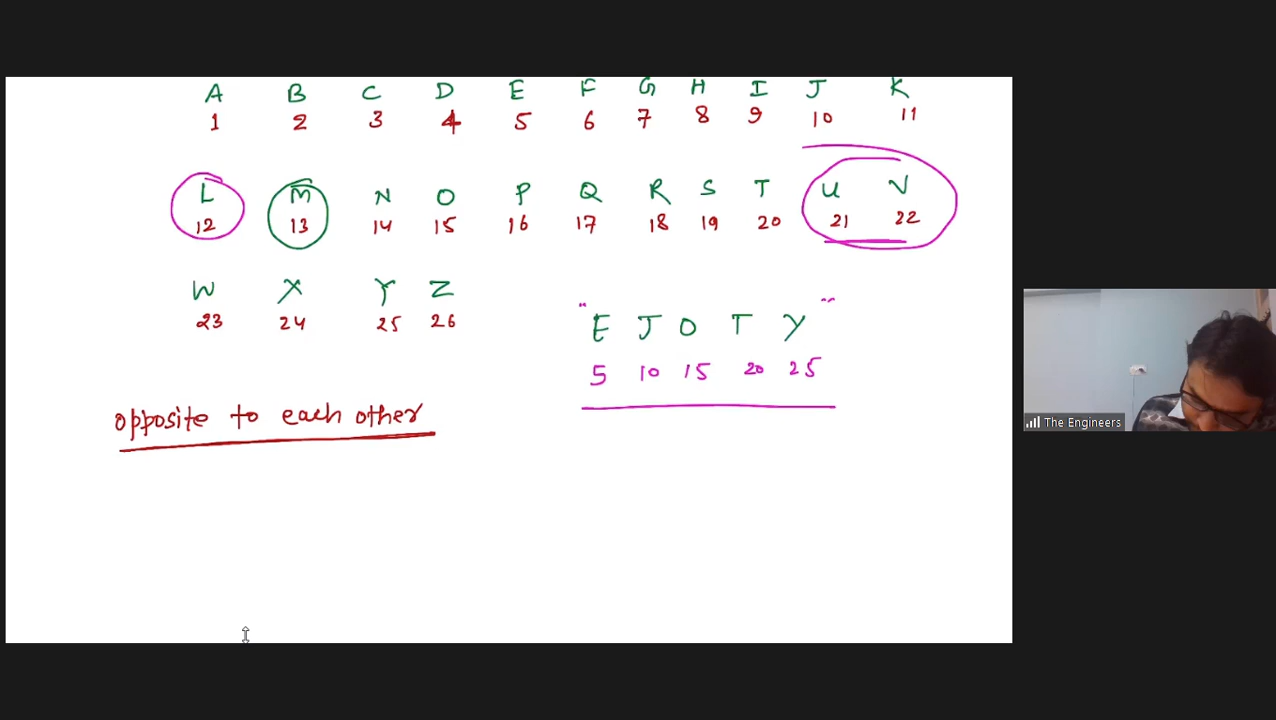 A B C D E F G H I J K
1 2 3 4 5 6 7 8 9 10 11
L M N O P Q R S T U V
12 13 14 15 16 17 18 19 20 21 22
W X Y Z
23 24 25 26
" E J O T Y "
5 10 15 20 25
opposite to each other
The Engineers